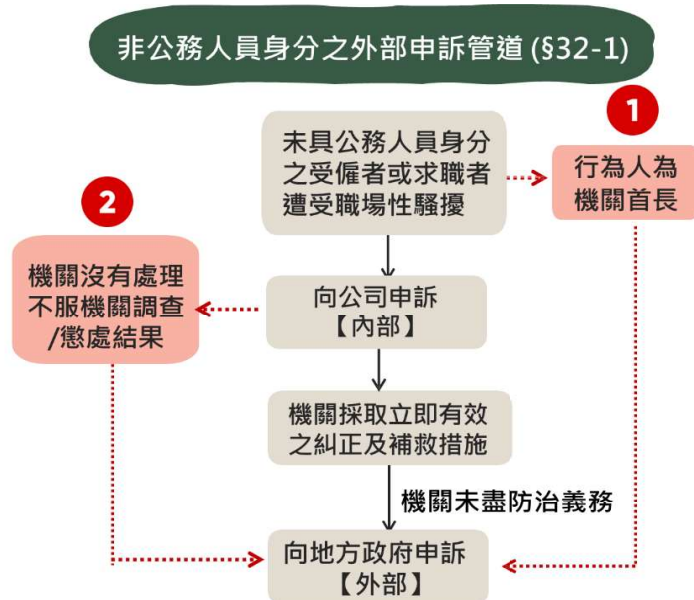 非公務人員身分之外部申訴管道(§32-1)
1
未具公務人員身分
之受僱者或求職者
遭受職場性騷擾
行為人為
機關首長
2
機關沒有處理
不服機關調查
/懲處結果
向公司申訴
【內部】
機關採取立即有效
之糾正及補救措施
機關未盡防治義務
向地方政府申訴
【外部】